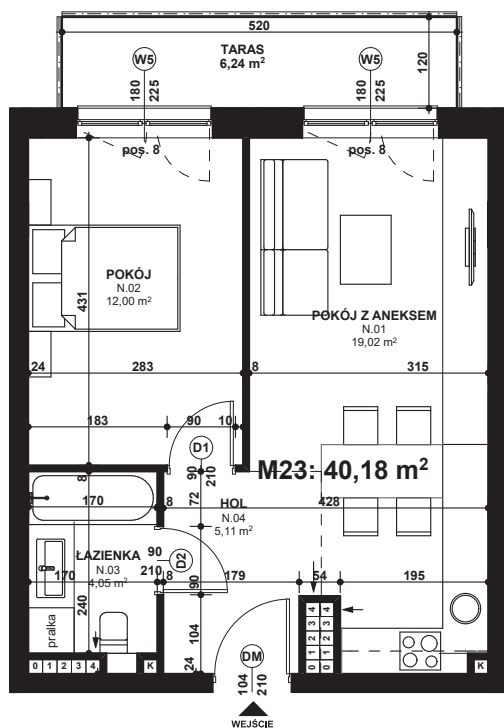 520
TARAS
6,24 m²
120
W5
180
225
W5
180
225
pos. 8
pos. 8
POKÓJ
N.02
12,00 m²
431
POKÓJ Z ANEKSEM
N.01
19,02 m²
24
283
8
315
183
90
10
D1
90
210
M23: 40,18 m²
8
170
8
72
HOL
N.04
5,11 m²
428
ŁAZIENKA
N.03
4,05 m²
90
210
D2
170
8
179
54
195
90
240
pralka
104
24
0 1 2 3 4
K
DM
4 4
3 3
2 2
1 1
0 0
K
104
210
WEJŚCIE